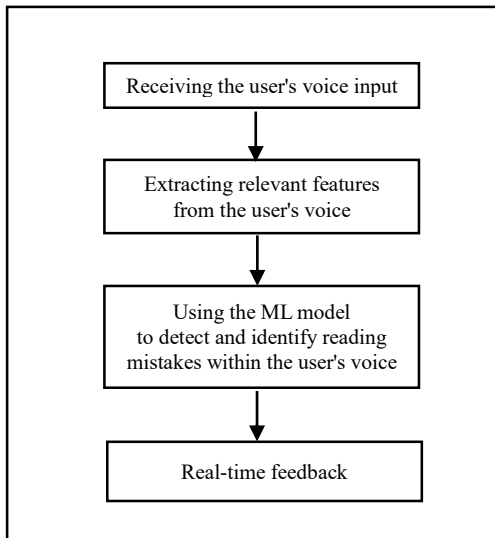 Receiving the user's voice input
Extracting relevant features
from the user's voice
Using the ML model
to detect and identify reading
mistakes within the user's voice
Real-time feedback